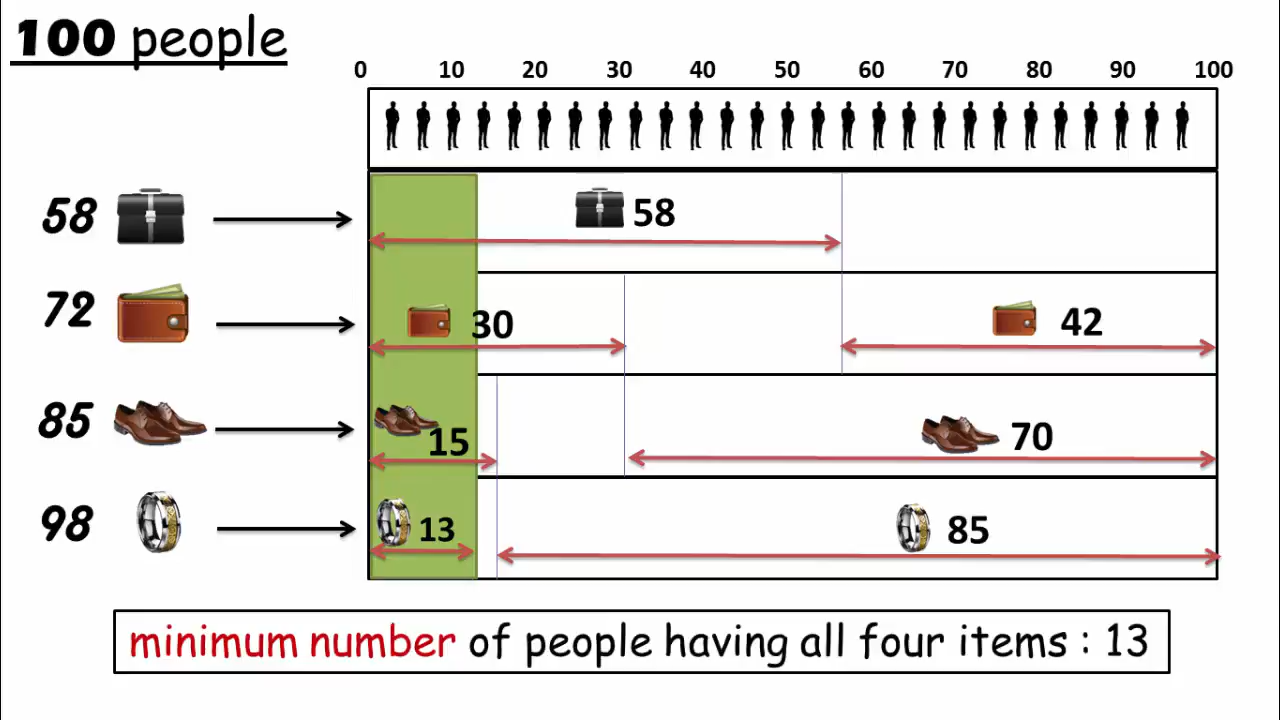 100 people
0 10 20 30 40 50 60 70 80 90 100
58 58
72 30 42
85 15 70
98 13 85
minimum number of people having all four items : 13